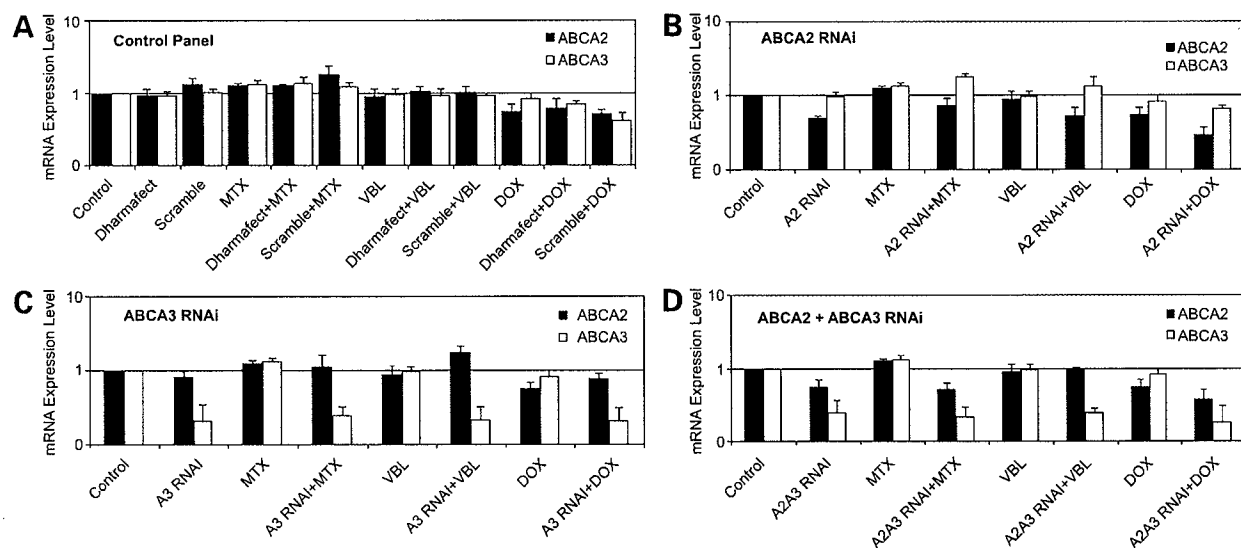 A
Control Panel
ABCA2
ABCA3
mRNA Expression Level
10
1
0
Control
Dharmafect
Scramble
MTX
Dharmafect+MTX
Scramble+MTX
VBL
Dharmafect+VBL
Scramble+VBL
DOX
Dharmafect+DOX
Scramble+DOX
B
ABCA2 RNAi
ABCA2
ABCA3
mRNA Expression Level
10
1
0
Control
A2 RNAI
MTX
A2 RNAI+MTX
VBL
A2 RNAI+VBL
DOX
A2 RNAI+DOX
C
ABCA3 RNAi
ABCA2
ABCA3
mRNA Expression Level
10
1
0
Control
A3 RNAI
MTX
A3 RNAI+MTX
VBL
A3 RNAI+VBL
DOX
A3 RNAI+DOX
D
ABCA2 + ABCA3 RNAi
ABCA2
ABCA3
mRNA Expression Level
10
1
0
Control
A2A3 RNAI
MTX
A2A3 RNAI+MTX
VBL
A2A3 RNAI+VBL
DOX
A2A3 RNAI+DOX